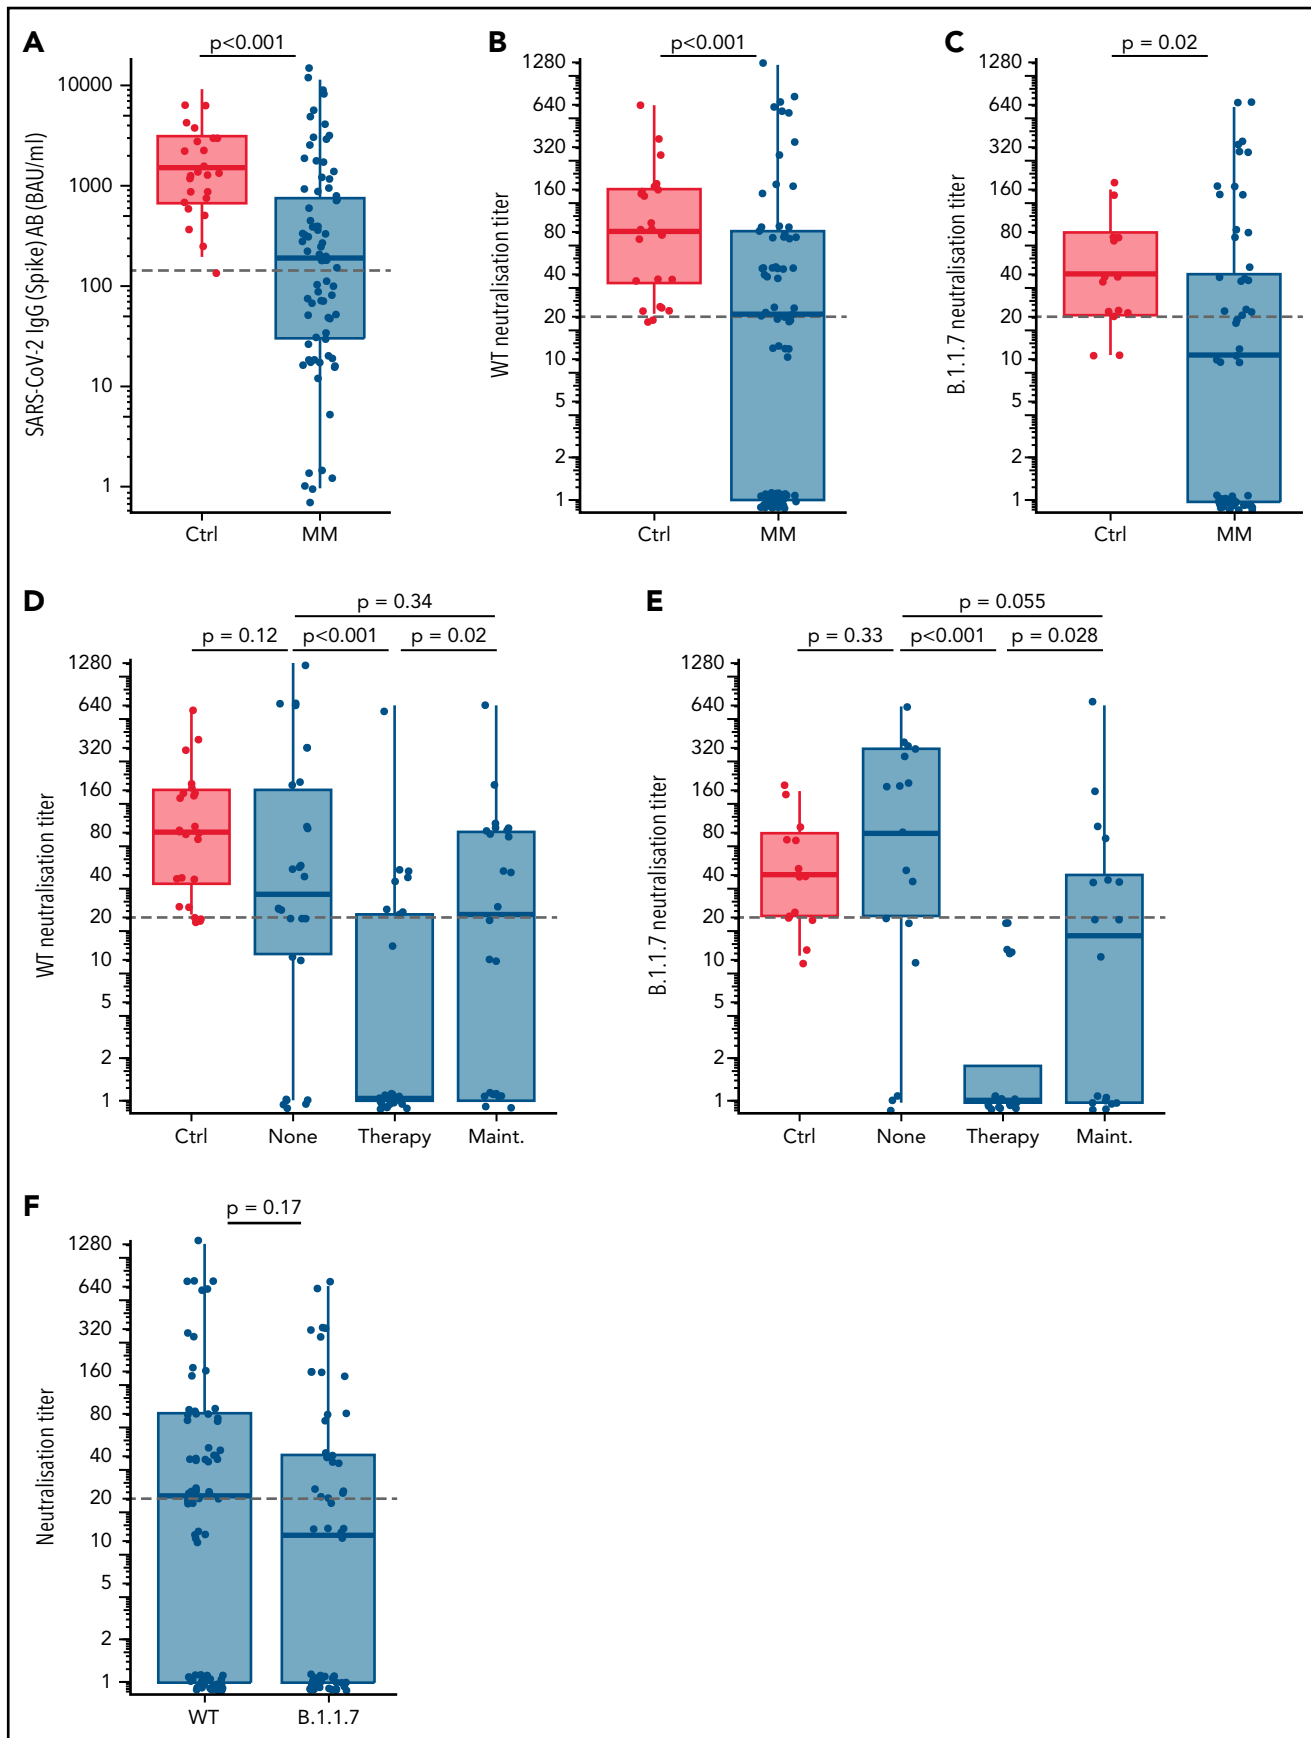 A
p<0.001
SARS-CoV-2 IgG (Spike) AB (BAU/ml)
10000
1000
100
10
1
Ctrl
MM
B
p<0.001
WT neutralisation titer
1280
640
320
160
80
40
20
10
5
2
1
Ctrl
MM
C
p = 0.02
B.1.1.7 neutralisation titer
1280
640
320
160
80
40
20
10
5
2
1
Ctrl
MM
D
p = 0.34
p = 0.12
p<0.001
p = 0.02
WT neutralisation titer
1280
640
320
160
80
40
20
10
5
2
1
Ctrl
None
Therapy
Maint.
E
p = 0.055
p = 0.33
p<0.001
p = 0.028
B.1.1.7 neutralisation titer
1280
640
320
160
80
40
20
10
5
2
1
Ctrl
None
Therapy
Maint.
F
p = 0.17
Neutralisation titer
1280
640
320
160
80
40
20
10
5
2
1
WT
B.1.1.7